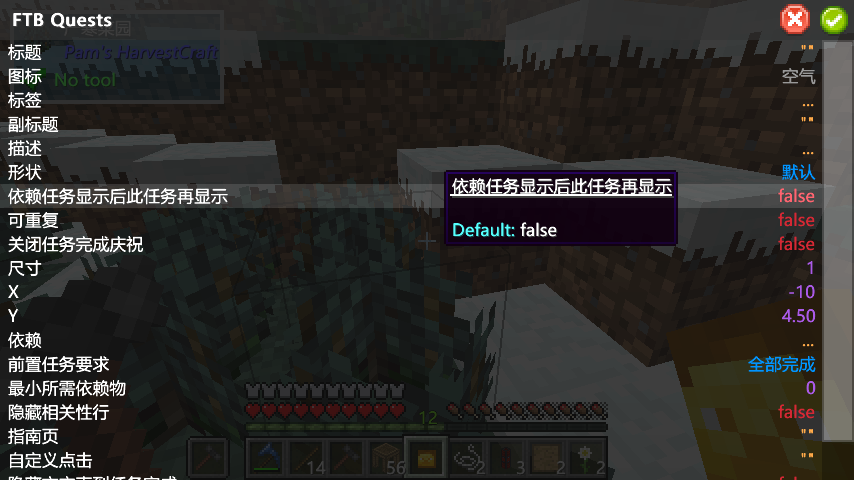 FTB Quests
Pam's HarvestCraft
No tool
标题 ""
图标 空气
标签 ...
副标题 ""
描述 ...
形状 默认
依赖任务显示后此任务再显示 false
可重复 false
关闭任务完成庆祝 false
尺寸 1
X -10
Y 4.50
依赖 ...
前置任务要求 全部完成
最小所需依赖物 0
隐藏相关性行 false
指南页 ""
自定义点击 ""
依赖任务显示后此任务再显示
Default: false
12
14
56
2
3
2
2